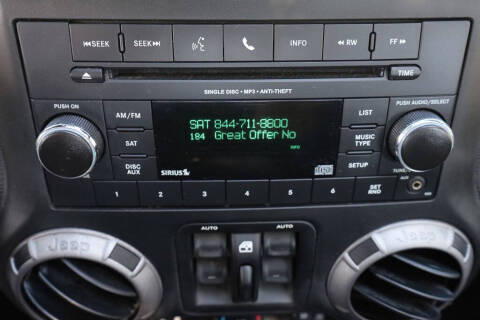 ⏮SEEK SEEK⏭ INFO ◀◀ RW FF ▶▶
TIME
SINGLE DISC • MP3 • ANTI-THEFT
PUSH ON PUSH AUDIO/SELECT
AM/FM SAT 844-711-8800 LIST
184 Great Offer No
SAT INFO MUSIC TYPE
DISC AUX SIRIUS SETUP
1 2 3 4 5 6 SET RND
AUX
AUTO AUTO
Jeep Jeep